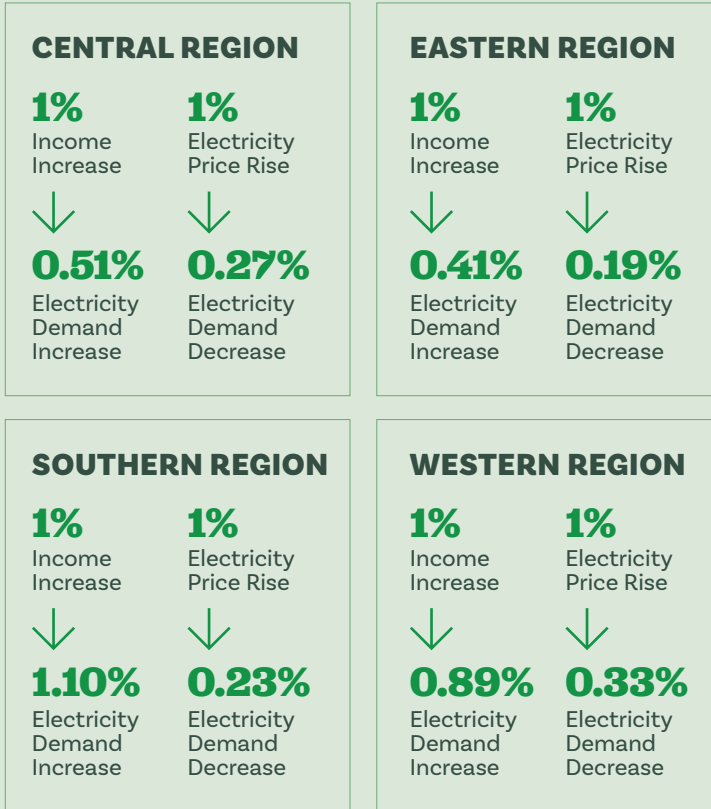 CENTRAL REGION
1%
Income
Increase
0.51%
Electricity
Demand
Increase
1%
Electricity
Price Rise
0.27%
Electricity
Demand
Decrease
EASTERN REGION
1%
Income
Increase
0.41%
Electricity
Demand
Increase
1%
Electricity
Price Rise
0.19%
Electricity
Demand
Decrease
SOUTHERN REGION
1%
Income
Increase
1.10%
Electricity
Demand
Increase
1%
Electricity
Price Rise
0.23%
Electricity
Demand
Decrease
WESTERN REGION
1%
Income
Increase
0.89%
Electricity
Demand
Increase
1%
Electricity
Price Rise
0.33%
Electricity
Demand
Decrease